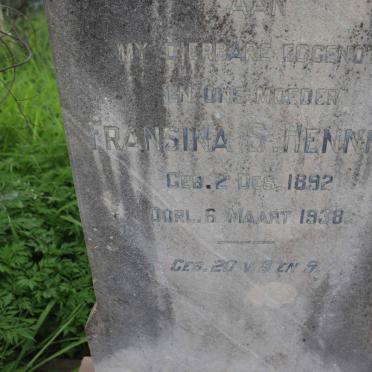 AAN
MY DIERBARE EGGENO
EN ONS MOEDER
FRANSINA S. HENN
GEB. 2 DES. 1892
OORL. 6 MAART 1938.
GES. 20 V. 8 EN 9.